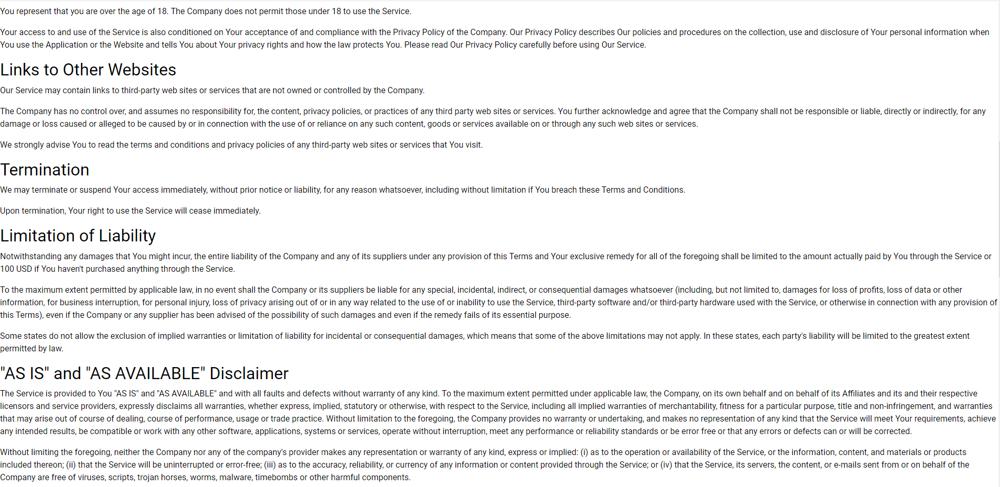 You represent that you are over the age of 18. The Company does not permit those under 18 to use the Service.
Your access to and use of the Service is also conditioned on Your acceptance of and compliance with the Privacy Policy of the Company. Our Privacy Policy describes Our policies and procedures on the collection, use and disclosure of Your personal information when
You use the Application or the Website and tells You about Your privacy rights and how the law protects You. Please read Our Privacy Policy carefully before using Our Service.
Links to Other Websites
Our Service may contain links to third-party web sites or services that are not owned or controlled by the Company.
The Company has no control over, and assumes no responsibility for, the content, privacy policies, or practices of any third party web sites or services. You further acknowledge and agree that the Company shall not be responsible or liable, directly or indirectly, for any
damage or loss caused or alleged to be caused by or in connection with the use of or reliance on any such content, goods or services available on or through any such web sites or services.
We strongly advise You to read the terms and conditions and privacy policies of any third-party web sites or services that You visit.
Termination
We may terminate or suspend Your access immediately, without prior notice or liability, for any reason whatsoever, including without limitation if You breach these Terms and Conditions.
Upon termination, Your right to use the Service will cease immediately.
Limitation of Liability
Notwithstanding any damages that You might incur, the entire liability of the Company and any of its suppliers under any provision of this Terms and Your exclusive remedy for all of the foregoing shall be limited to the amount actually paid by You through the Service or
100 USD if You haven't purchased anything through the Service.
To the maximum extent permitted by applicable law, in no event shall the Company or its suppliers be liable for any special, incidental, indirect, or consequential damages whatsoever (including, but not limited to, damages for loss of profits, loss of data or other
information, for business interruption, for personal injury, loss of privacy arising out of or in any way related to the use of or inability to use the Service, third-party software and/or third-party hardware used with the Service, or otherwise in connection with any provision of
this Terms), even if the Company or any supplier has been advised of the possibility of such damages and even if the remedy fails of its essential purpose.
Some states do not allow the exclusion of implied warranties or limitation of liability for incidental or consequential damages, which means that some of the above limitations may not apply. In these states, each party's liability will be limited to the greatest extent
permitted by law.
"AS IS" and "AS AVAILABLE" Disclaimer
The Service is provided to You "AS IS" and "AS AVAILABLE" and with all faults and defects without warranty of any kind. To the maximum extent permitted under applicable law, the Company, on its own behalf and on behalf of its Affiliates and its and their respective
licensors and service providers, expressly disclaims all warranties, whether express, implied, statutory or otherwise, with respect to the Service, including all implied warranties of merchantability, fitness for a particular purpose, title and non-infringement, and warranties
that may arise out of course of dealing, course of performance, usage or trade practice. Without limitation to the foregoing, the Company provides no warranty or undertaking, and makes no representation of any kind that the Service will meet Your requirements, achieve
any intended results, be compatible or work with any other software, applications, systems or services, operate without interruption, meet any performance or reliability standards or be error free or that any errors or defects can or will be corrected.
Without limiting the foregoing, neither the Company nor any of the company's provider makes any representation or warranty of any kind, express or implied: (i) as to the operation or availability of the Service, or the information, content, and materials or products
included thereon; (ii) that the Service will be uninterrupted or error-free; (iii) as to the accuracy, reliability, or currency of any information or content provided through the Service; or (iv) that the Service, its servers, the content, or e-mails sent from or on behalf of the
Company are free of viruses, scripts, trojan horses, worms, malware, timebombs or other harmful components.